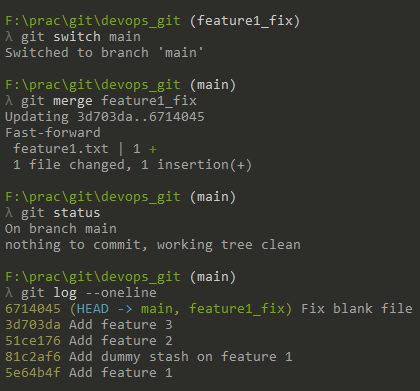 F:\prac\git\devops_git (feature1_fix)
λ git switch main
Switched to branch 'main'
F:\prac\git\devops_git (main)
λ git merge feature1_fix
Updating 3d703da..6714045
Fast-forward
 feature1.txt | 1 +
 1 file changed, 1 insertion(+)
F:\prac\git\devops_git (main)
λ git status
On branch main
nothing to commit, working tree clean
F:\prac\git\devops_git (main)
λ git log --oneline
6714045 (HEAD -> main, feature1_fix) Fix blank file
3d703da Add feature 3
51ce176 Add feature 2
81c2af6 Add dummy stash on feature 1
5e64b4f Add feature 1